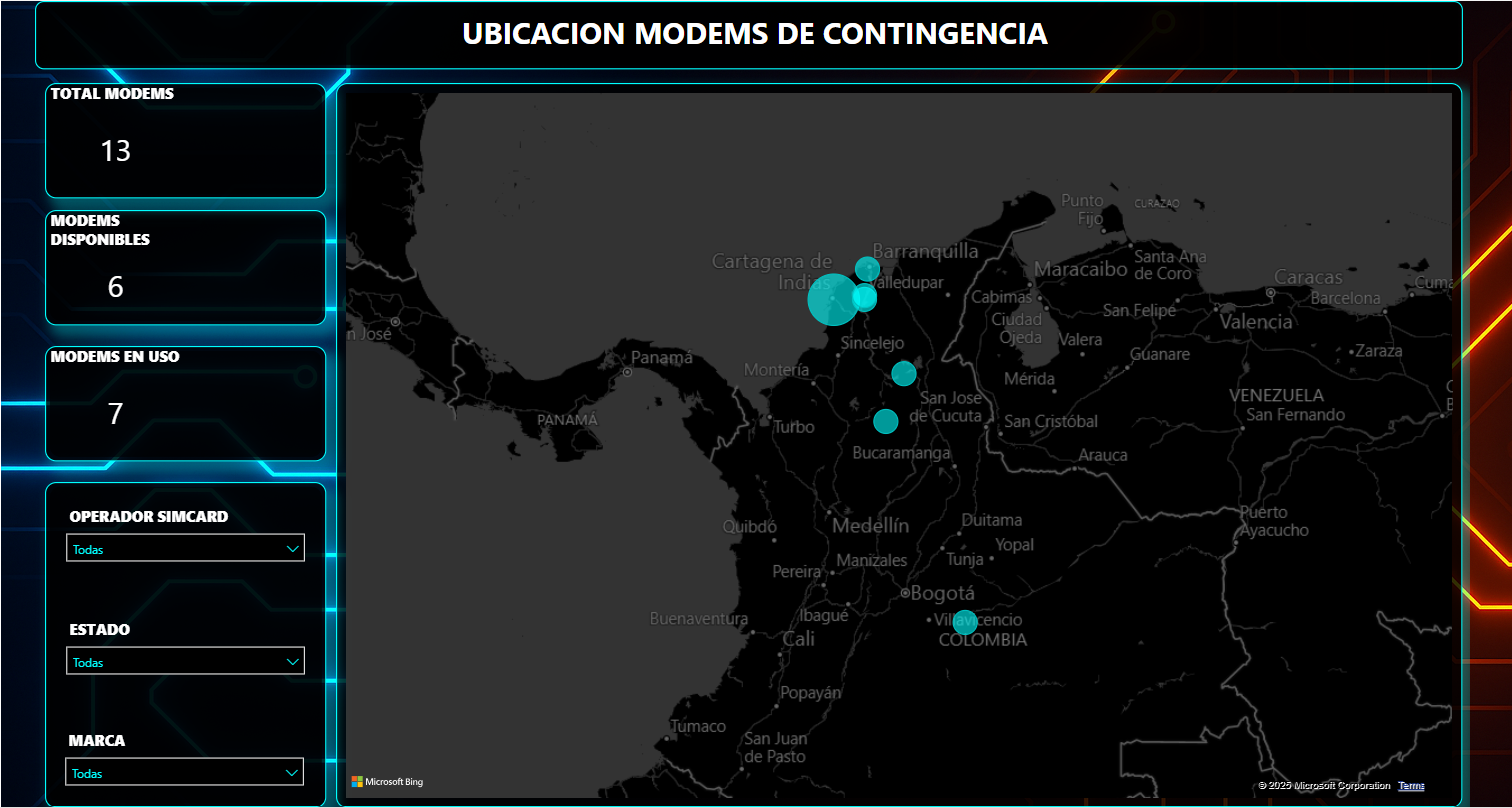 UBICACION MODEMS DE CONTINGENCIA
TOTAL MODEMS
13
MODEMS
DISPONIBLES
6
MODEMS EN USO
7
OPERADOR SIMCARD
Todas
ESTADO
Todas
MARCA
Todas
Punto
Fijo
CURAZAO
Cartagena de
Indias
Barranquilla
Valledupar
Maracaibo
Santa Ana
de Coro
Caracas
Cabimas
Barcelona
San Felipe
Ciudad
Ojeda
Valera
Valencia
n José
Sincelejo
Guanare
Zaraza
Panamá
Montería
Mérida
San Jose
de Cucuta
VENEZUELA
San Fernando
PANAMÁ
Turbo
San Cristóbal
Bucaramanga
Arauca
Quibdó
Medellín
Duitama
Puerto
Ayacucho
Yopal
Tunja
Manizales
Pereira
Bogotá
Ibagué
Buenaventura
Villavicencio
COLOMBIA
Cali
Popayán
Tumaco
San Juan
de Pasto
Microsoft Bing
© 2025 Microsoft Corporation Terms